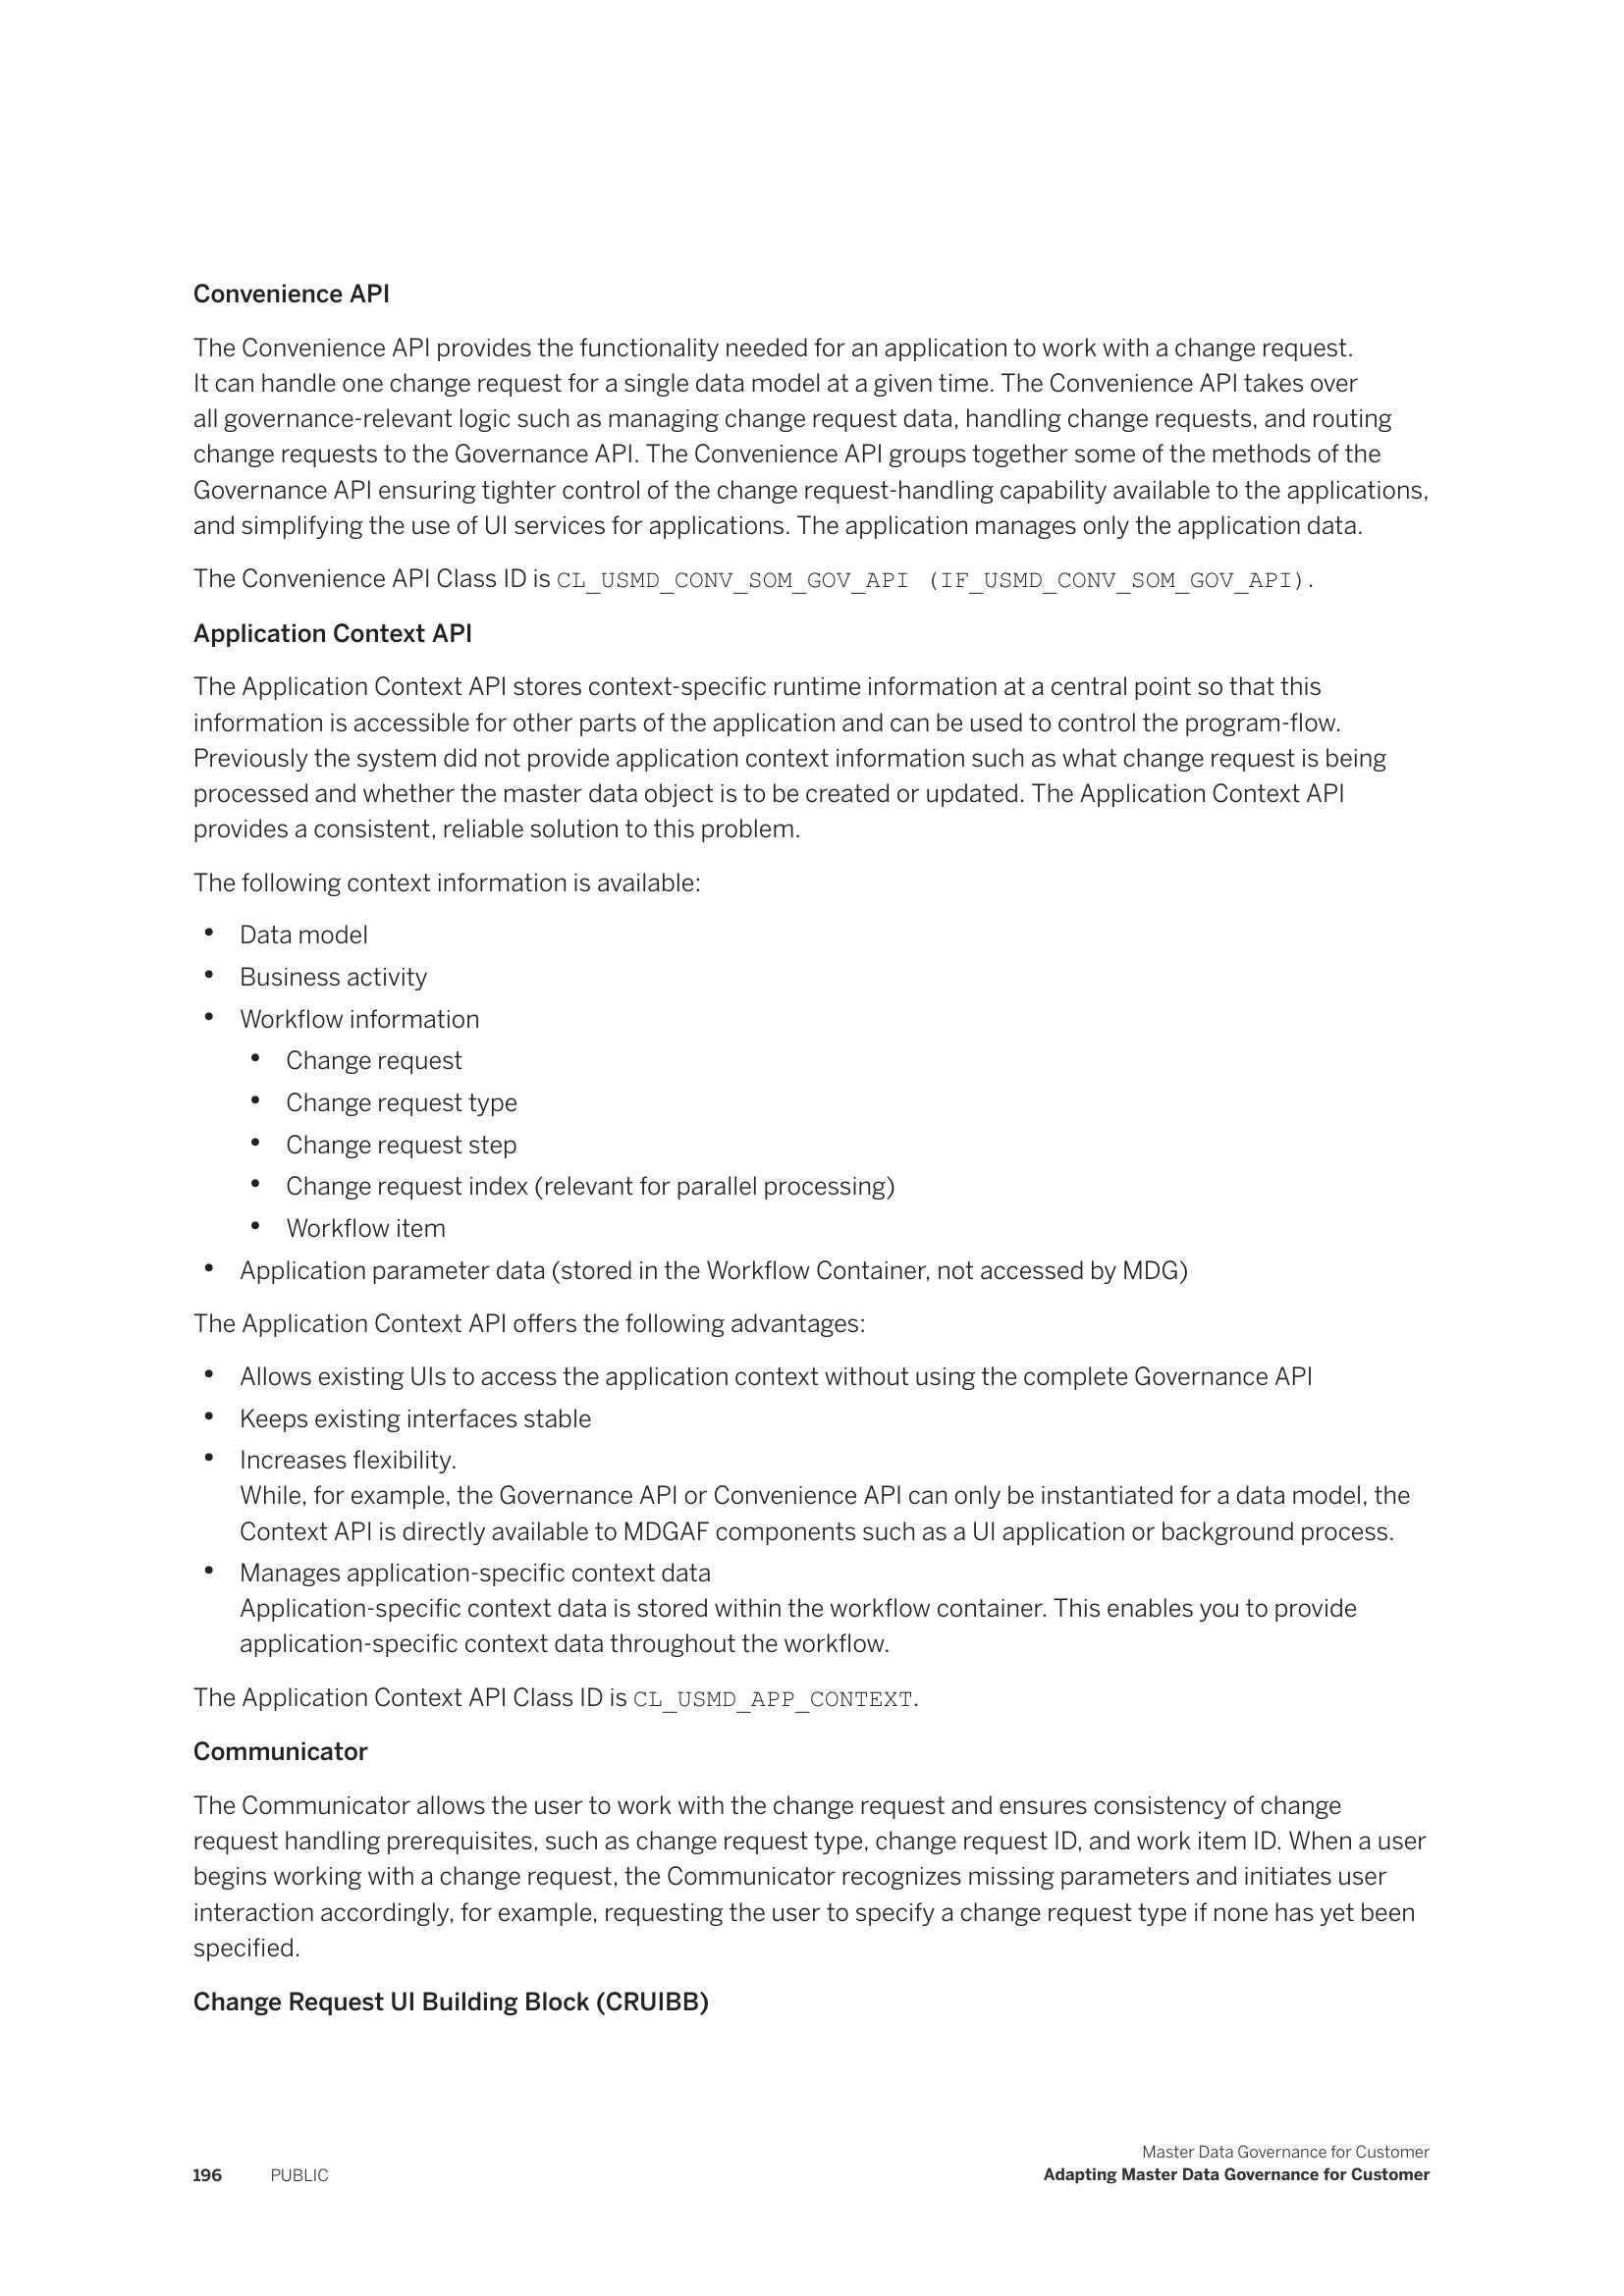 Convenience API
The Convenience API provides the functionality needed for an application to work with a change request.
It can handle one change request for a single data model at a given time. The Convenience API takes over
all governance-relevant logic such as managing change request data, handling change requests, and routing
change requests to the Governance API. The Convenience API groups together some of the methods of the
Governance API ensuring tighter control of the change request-handling capability available to the applications,
and simplifying the use of UI services for applications. The application manages only the application data.
The Convenience API Class ID is CL_USMD_CONV_SOM_GOV_API (IF_USMD_CONV_SOM_GOV_API).
Application Context API
The Application Context API stores context-specific runtime information at a central point so that this
information is accessible for other parts of the application and can be used to control the program-flow.
Previously the system did not provide application context information such as what change request is being
processed and whether the master data object is to be created or updated. The Application Context API
provides a consistent, reliable solution to this problem.
The following context information is available:
• Data model
• Business activity
• Workflow information
• Change request
• Change request type
• Change request step
• Change request index (relevant for parallel processing)
• Workflow item
• Application parameter data (stored in the Workflow Container, not accessed by MDG)
The Application Context API offers the following advantages:
• Allows existing UIs to access the application context without using the complete Governance API
• Keeps existing interfaces stable
• Increases flexibility.
While, for example, the Governance API or Convenience API can only be instantiated for a data model, the
Context API is directly available to MDGAF components such as a UI application or background process.
• Manages application-specific context data
Application-specific context data is stored within the workflow container. This enables you to provide
application-specific context data throughout the workflow.
The Application Context API Class ID is CL_USMD_APP_CONTEXT.
Communicator
The Communicator allows the user to work with the change request and ensures consistency of change
request handling prerequisites, such as change request type, change request ID, and work item ID. When a user
begins working with a change request, the Communicator recognizes missing parameters and initiates user
interaction accordingly, for example, requesting the user to specify a change request type if none has yet been
specified.
Change Request UI Building Block (CRUIBB)
Master Data Governance for Customer
196 PUBLIC Adapting Master Data Governance for Customer